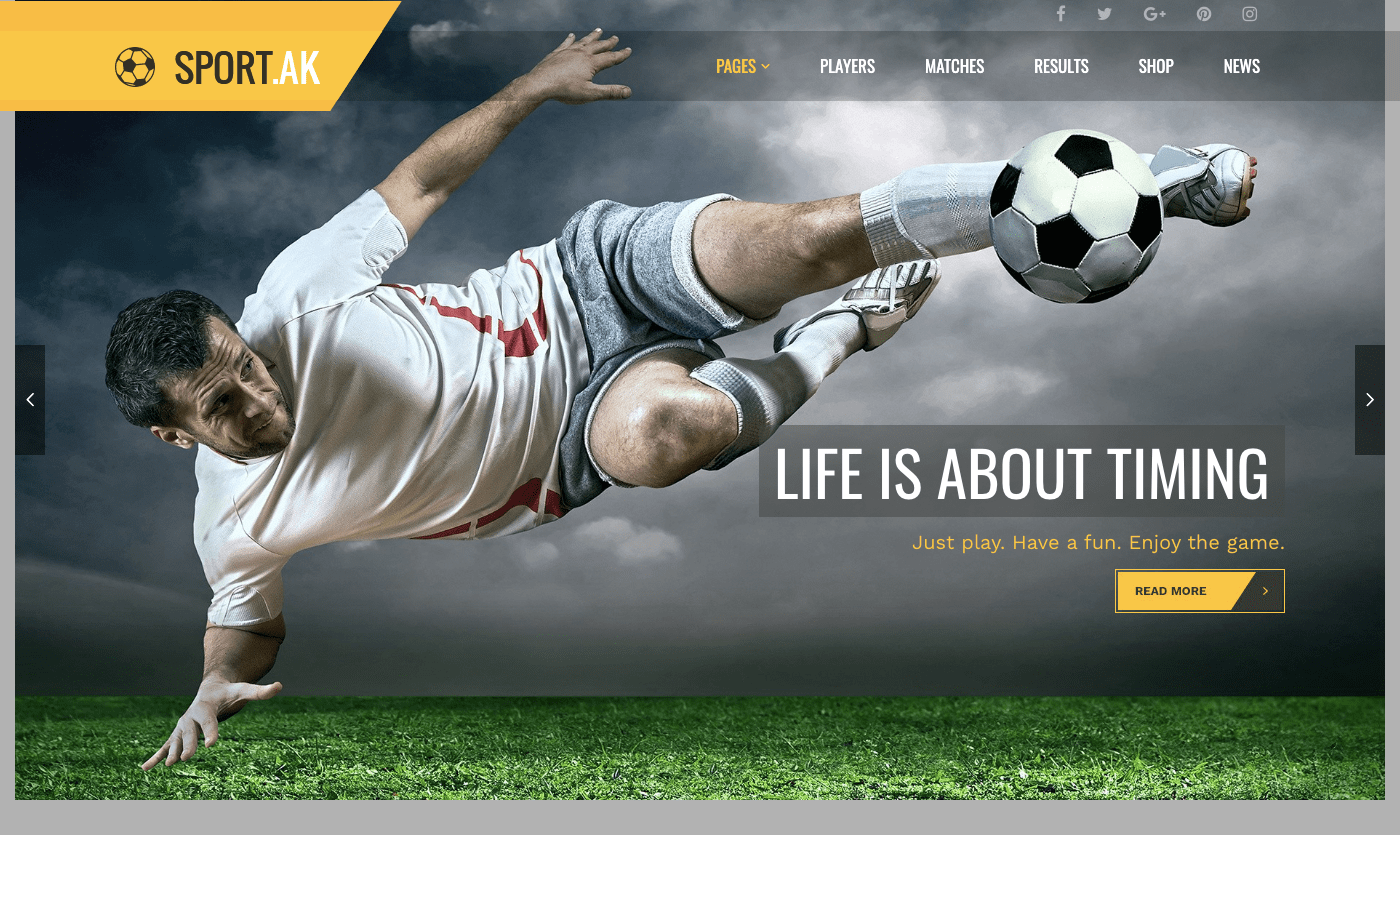 SPORT.AK
PAGES
PLAYERS
MATCHES
RESULTS
SHOP
NEWS
LIFE IS ABOUT TIMING
Just play. Have a fun. Enjoy the game.
READ MORE